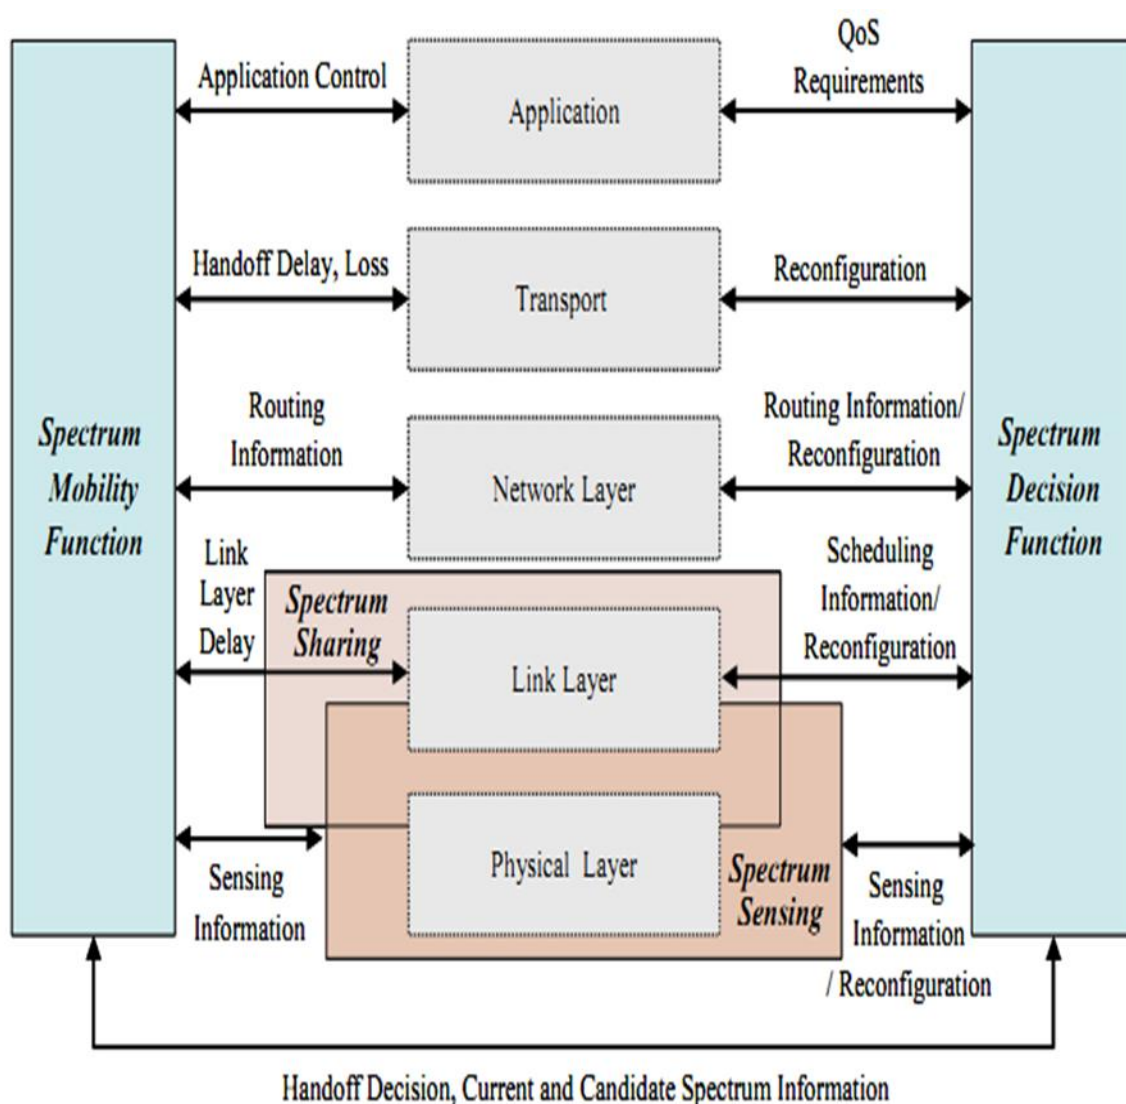 QoS
Requirements
Application Control
Application
Handoff Delay, Loss
Transport
Reconfiguration
Spectrum
Mobility
Function
Routing
Information
Network Layer
Routing Information/
Reconfiguration
Spectrum
Decision
Function
Link
Layer
Delay
Spectrum
Sharing
Link Layer
Scheduling
Information/
Reconfiguration
Sensing
Information
Physical Layer
Spectrum
Sensing
Sensing
Information
/ Reconfiguration
Handoff Decision, Current and Candidate Spectrum Information